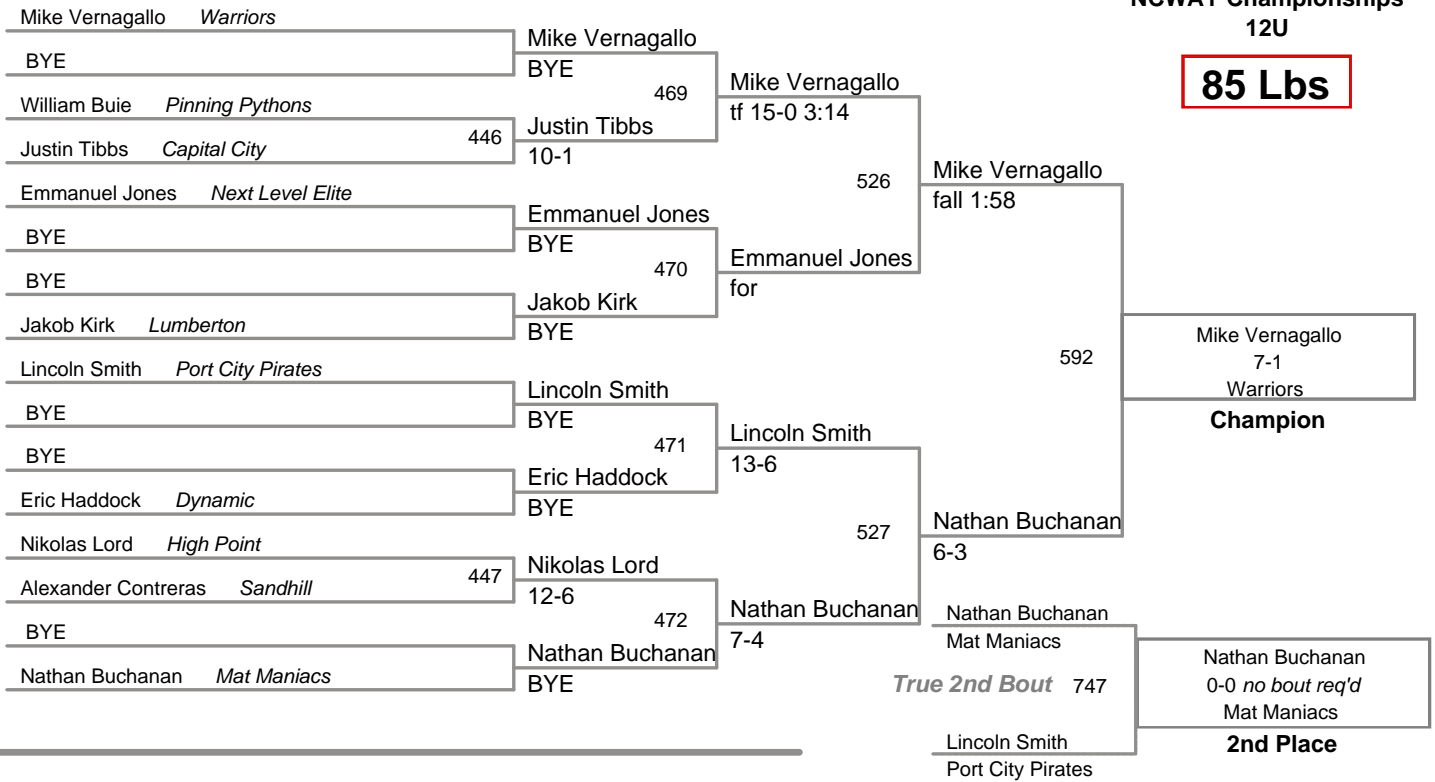 NCWAY Championships
12U
85 Lbs
Mike Vernagallo Warriors
BYE
William Buie Pinning Pythons
446
Justin Tibbs Capital City
Emmanuel Jones Next Level Elite
BYE
BYE
Jakob Kirk Lumberton
Lincoln Smith Port City Pirates
BYE
BYE
Eric Haddock Dynamic
Nikolas Lord High Point
447
Alexander Contreras Sandhill
BYE
Nathan Buchanan Mat Maniacs
Mike Vernagallo
BYE
469
Justin Tibbs
10-1
Emmanuel Jones
BYE
470
Jakob Kirk
BYE
Lincoln Smith
BYE
471
Eric Haddock
BYE
Nikolas Lord
12-6
472
Nathan Buchanan
BYE
Mike Vernagallo
tf 15-0 3:14
526
Emmanuel Jones
for
Lincoln Smith
13-6
527
Nathan Buchanan
7-4
Mike Vernagallo
fall 1:58
592
Nathan Buchanan
6-3
Mike Vernagallo
7-1
Warriors
Champion
Nathan Buchanan
Mat Maniacs
True 2nd Bout 747
Lincoln Smith
Port City Pirates
Nathan Buchanan
0-0 no bout req'd
Mat Maniacs
2nd Place